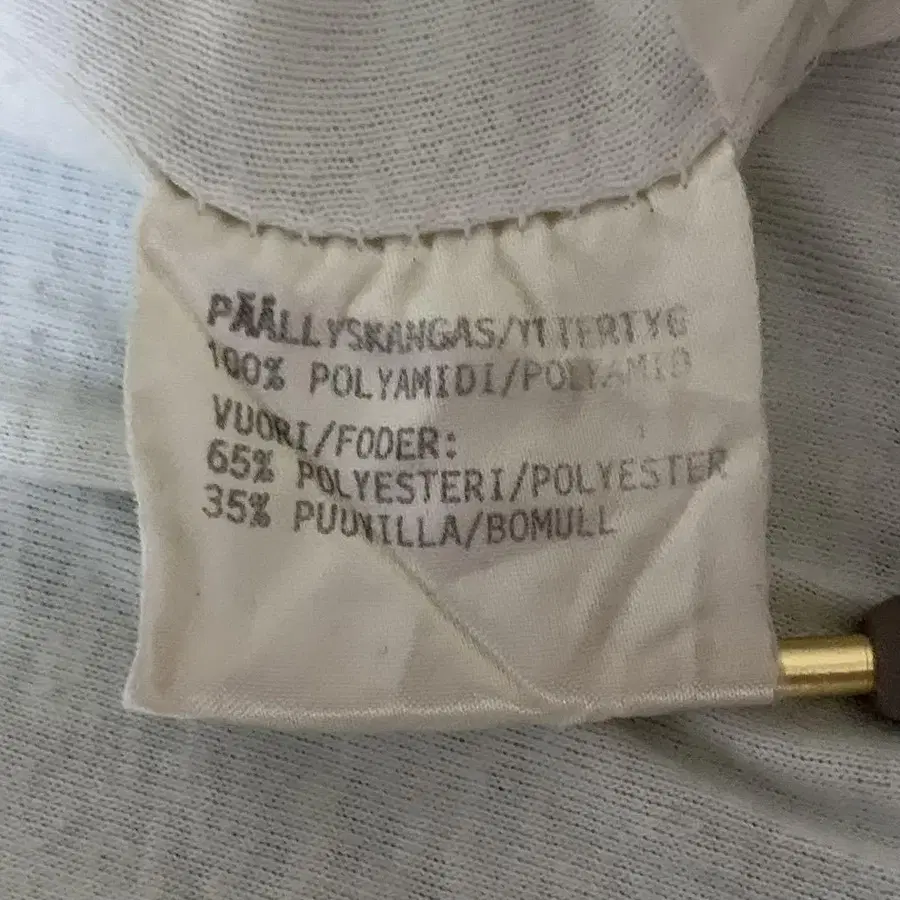 PÄÄLLYSKANGAS/YTTERTYG
100% POLYAMIDI/POLYAMID
VUORI/FODER:
65% POLYESTERI/POLYESTER
35% PUUVILLA/BOMULL